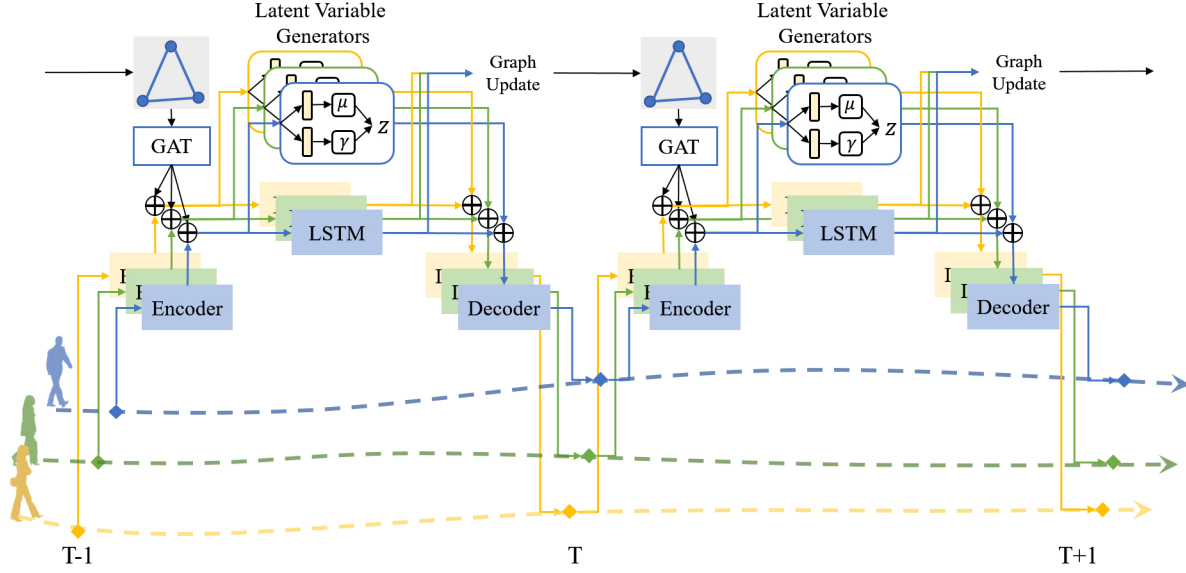 Latent Variable
Generators
Latent Variable
Generators
Graph
Update
Graph
Update
μ
γ
Z
μ
γ
Z
GAT
GAT
LSTM
LSTM
Encoder
Decoder
Encoder
Decoder
T-1
T
T+1